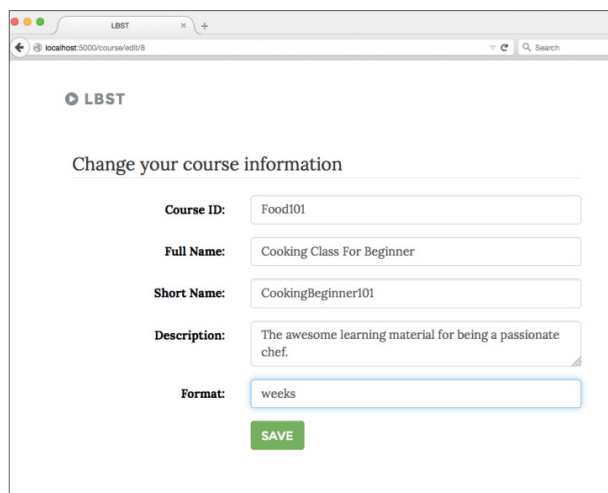 LBST
localhost:5000/course/edit/8
Search
LBST
Change your course information
Course ID: Food101
Full Name: Cooking Class For Beginner
Short Name: CookingBeginner101
Description: The awesome learning material for being a passionate
chef.
Format: weeks
SAVE